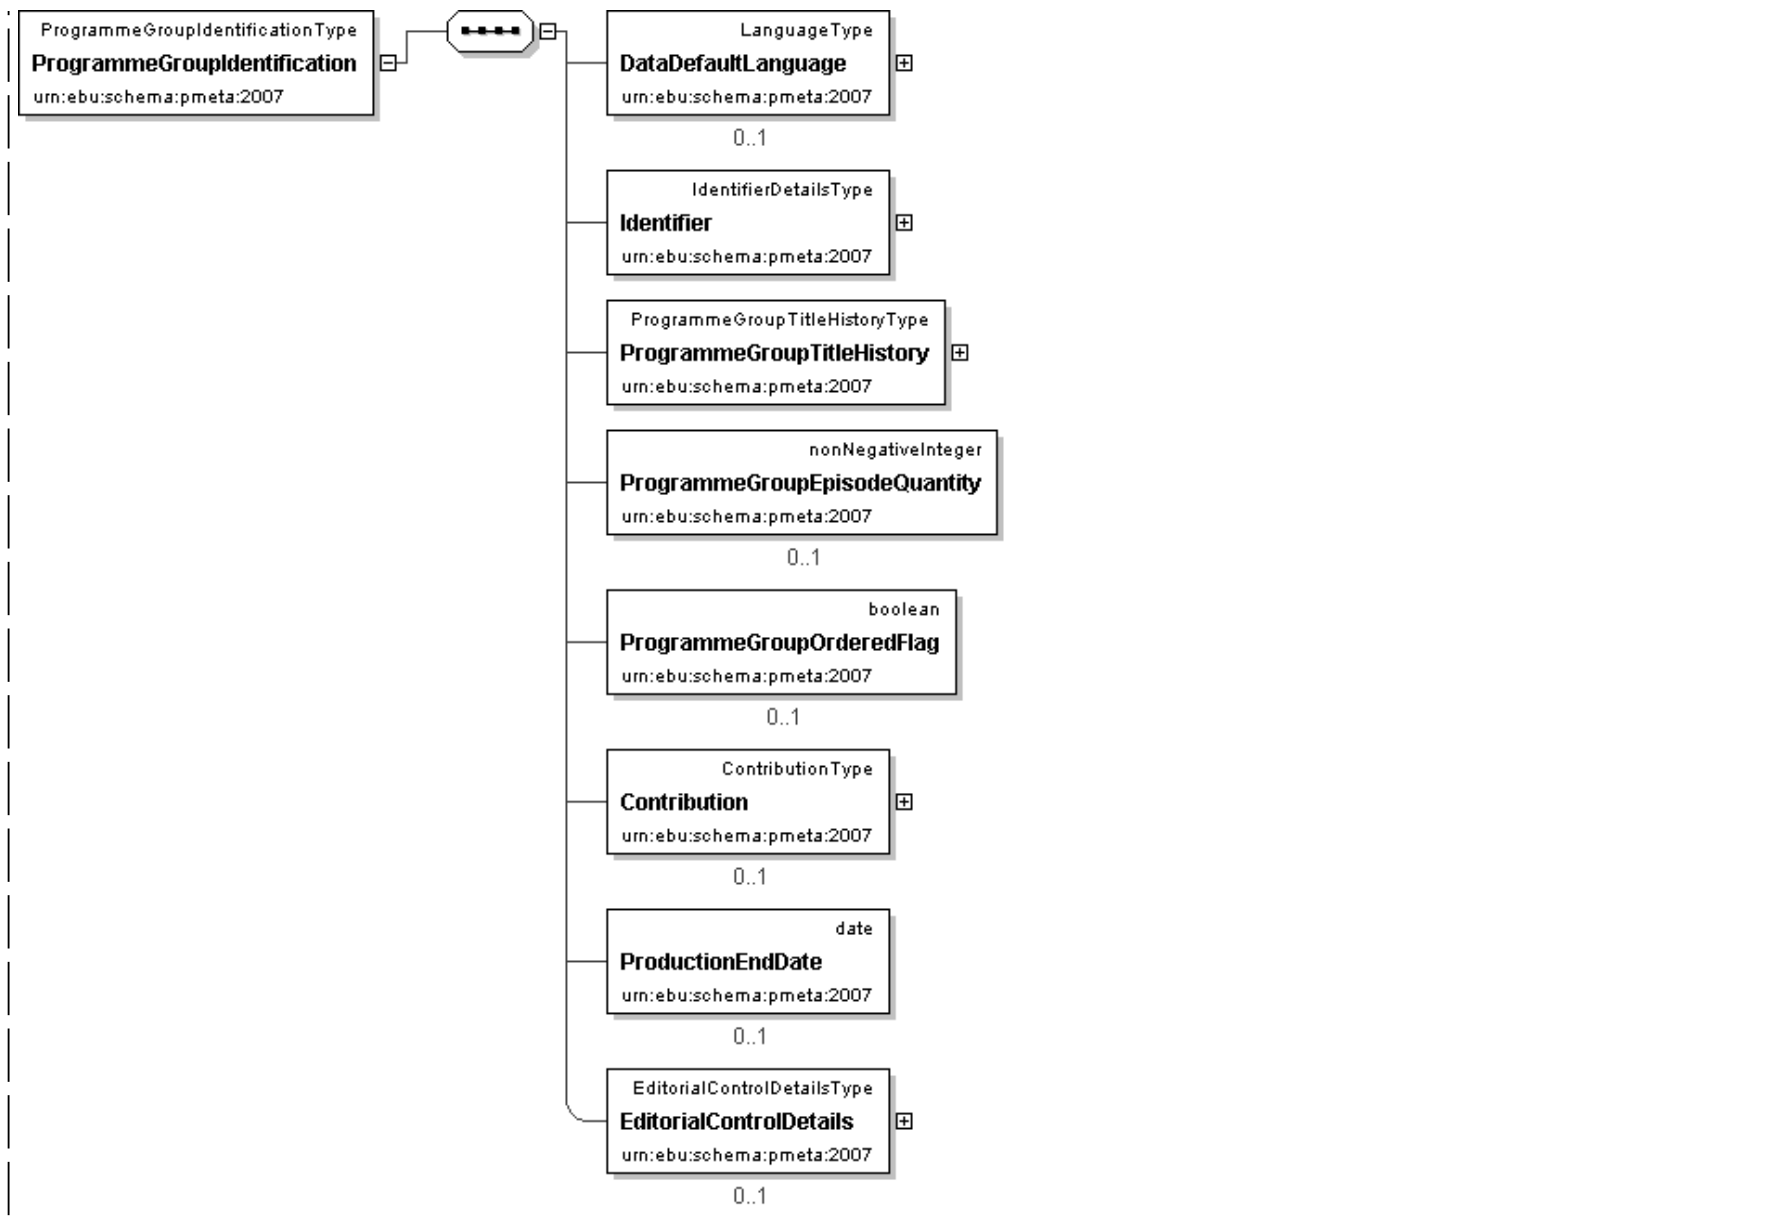 ProgrammeGroupIdentificationType
ProgrammeGroupIdentification
urn:ebu:schema:pmeta:2007
LanguageType
DataDefaultLanguage
urn:ebu:schema:pmeta:2007
0..1
IdentifierDetailsType
Identifier
urn:ebu:schema:pmeta:2007
ProgrammeGroupTitleHistoryType
ProgrammeGroupTitleHistory
urn:ebu:schema:pmeta:2007
nonNegativeInteger
ProgrammeGroupEpisodeQuantity
urn:ebu:schema:pmeta:2007
0..1
boolean
ProgrammeGroupOrderedFlag
urn:ebu:schema:pmeta:2007
0..1
ContributionType
Contribution
urn:ebu:schema:pmeta:2007
0..1
date
ProductionEndDate
urn:ebu:schema:pmeta:2007
0..1
EditorialControlDetailsType
EditorialControlDetails
urn:ebu:schema:pmeta:2007
0..1